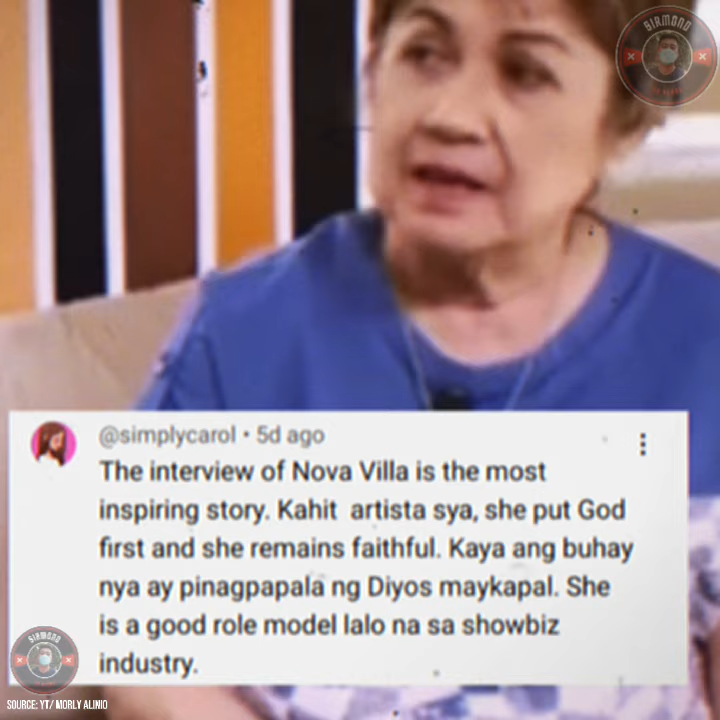 SIRMOND
@simplycarol • 5d ago
The interview of Nova Villa is the most
inspiring story. Kahit artista sya, she put God
first and she remains faithful. Kaya ang buhay
nya ay pinagpapala ng Diyos maykapal. She
is a good role model lalo na sa showbiz
industry.
SIRMOND
SOURCE: YT/ MORLY ALINIO